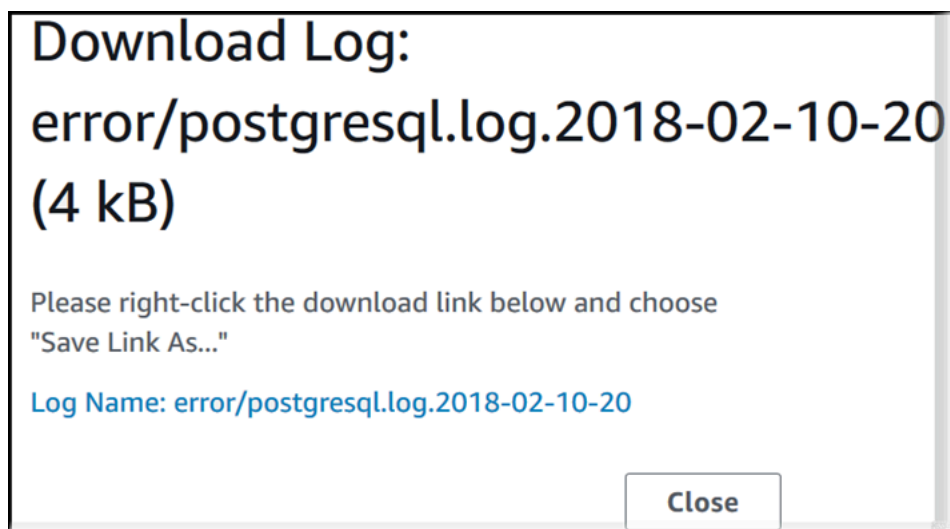 Download Log:
error/postgresql.log.2018-02-10-20
(4 kB)
Please right-click the download link below and choose
"Save Link As..."
Log Name: error/postgresql.log.2018-02-10-20
Close